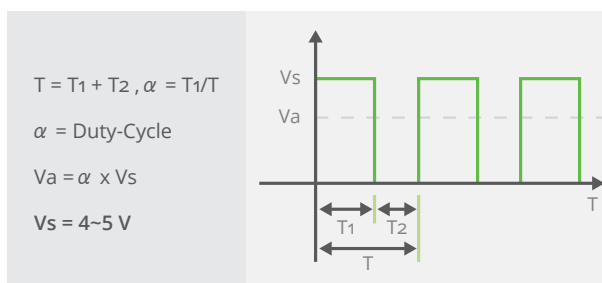 T = T1 + T2 , α = T1/T
α = Duty-Cycle
Va = α x Vs
Vs = 4~5 V
Vs
Va
T
T1
T2
T